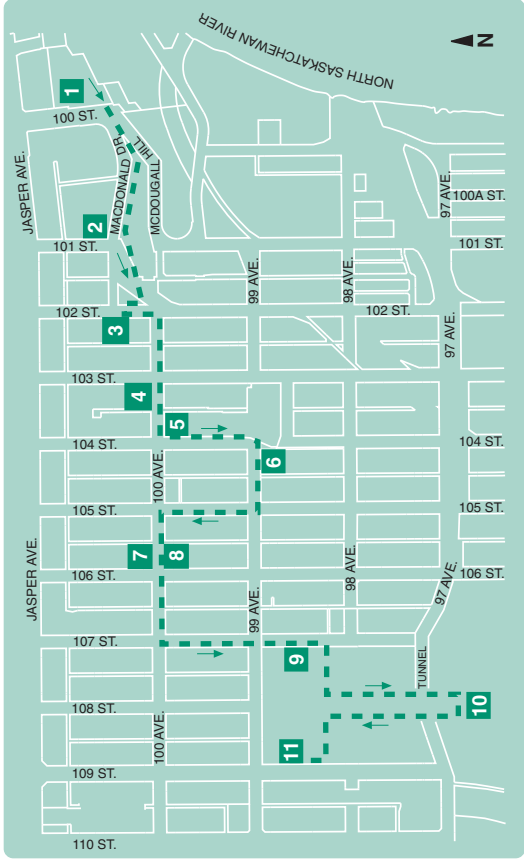 NORTH SASKATCHEWAN RIVER
N
JASPER AVE.
1
100 ST.
MACDONALD DR.
MCDOUGALL
HILL
2
101 ST.
102 ST.
3
99 AVE.
98 AVE.
102 ST.
97 AVE.
100A ST.
101 ST.
97 AVE.
103 ST.
4
5
104 ST.
100 AVE.
6
104 ST.
105 ST.
105 ST.
JASPER AVE.
7
8
106 ST.
98 AVE.
106 ST.
97 AVE.
99 AVE.
107 ST.
9
TUNNEL
108 ST.
10
100 AVE.
11
109 ST.
110 ST.